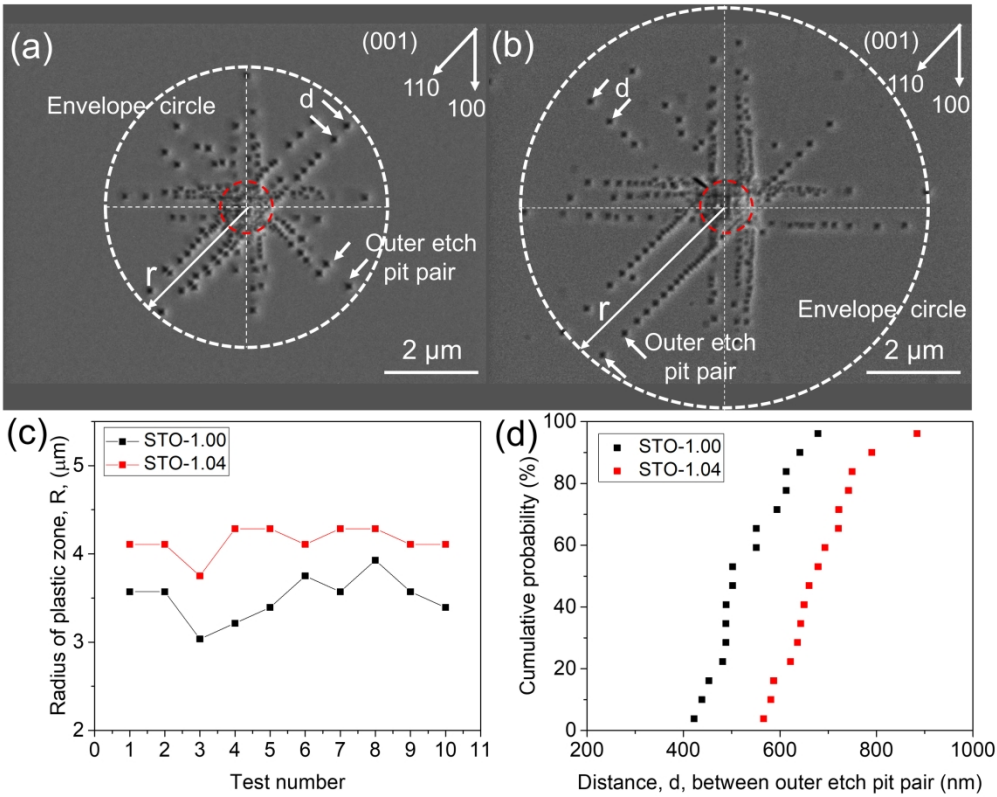 (a)
(001)
110
100
Envelope circle
d
r
Outer etch
pit pair
2 μm
(b)
(001)
110
100
d
r
Envelope circle
Outer etch
pit pair
2 μm
(c)
STO-1.00
STO-1.04
Radius of plastic zone, R, (μm)
5
4
3
2
0 1 2 3 4 5 6 7 8 9 10 11
Test number
(d)
STO-1.00
STO-1.04
Cumulative probability (%)
100
80
60
40
20
0
200 400 600 800 1000
Distance, d, between outer etch pit pair (nm)